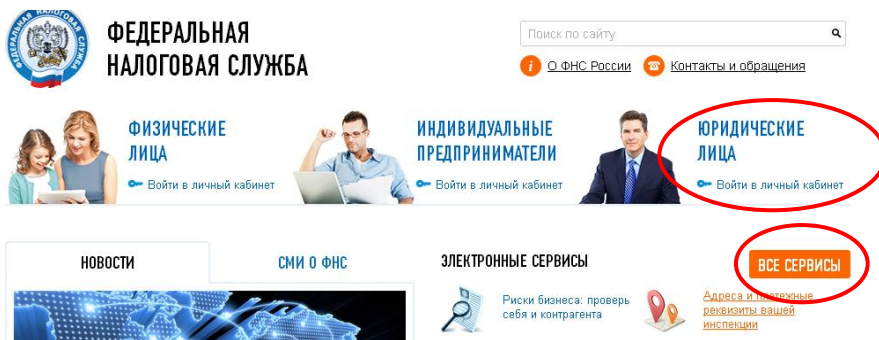 ФЕДЕРАЛЬНАЯ
НАЛОГОВАЯ СЛУЖБА
Поиск по сайту
О ФНС России
Контакты и обращения
ФИЗИЧЕСКИЕ
ЛИЦА
Войти в личный кабинет
ИНДИВИДУАЛЬНЫЕ
ПРЕДПРИНИМАТЕЛИ
Войти в личный кабинет
ЮРИДИЧЕСКИЕ
ЛИЦА
Войти в личный кабинет
НОВОСТИ
СМИ О ФНС
ЭЛЕКТРОННЫЕ СЕРВИСЫ
ВСЕ СЕРВИСЫ
Риски бизнеса: проверь
себя и контрагента
Адреса и платежные
реквизиты вашей
инспекции